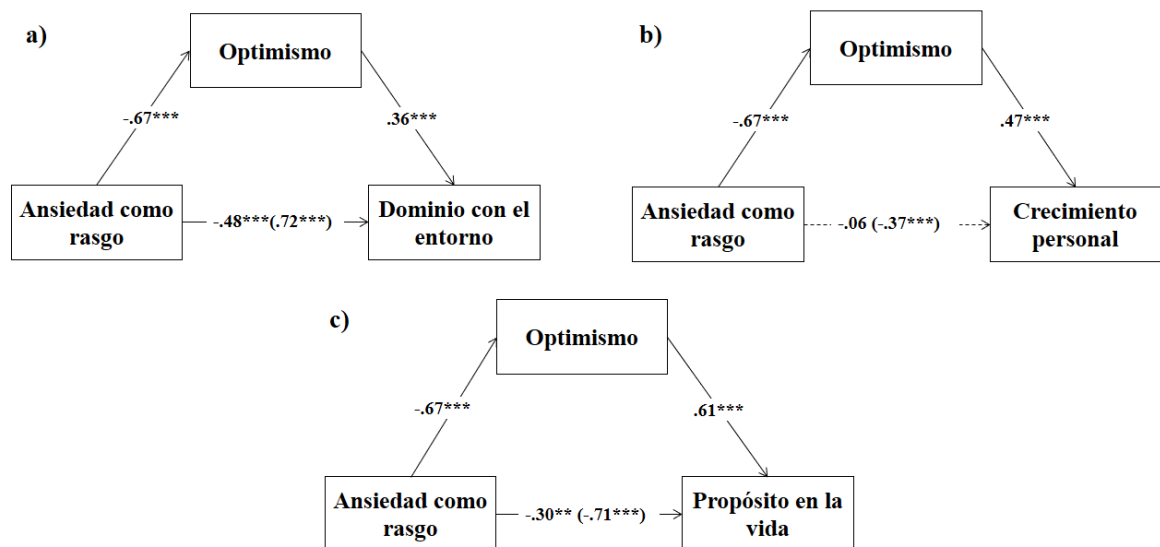 a)
Optimismo
-.67***
.36***
Ansiedad como
rasgo
-.48***(.72***)
Dominio con el
entorno
b)
Optimismo
-.67***
.47***
Ansiedad como
rasgo
-.06 (-.37***)
Crecimiento
personal
c)
Optimismo
-.67***
.61***
Ansiedad como
rasgo
-.30** (-.71***)
Propósito en la
vida